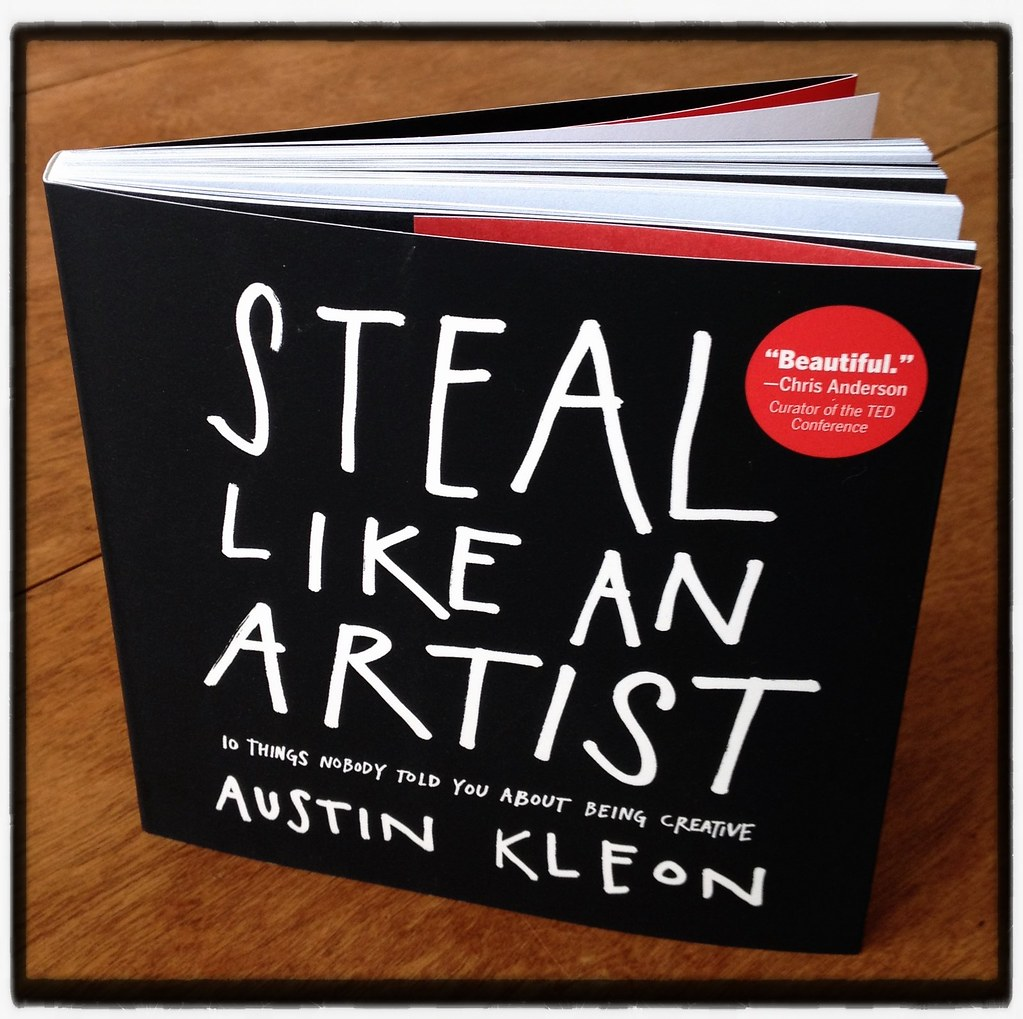 STEAL
LIKE AN
ARTIST
10 THINGS NOBODY TOLD YOU ABOUT BEING CREATIVE
AUSTIN KLEON
“Beautiful.”
—Chris Anderson
Curator of the TED
Conference